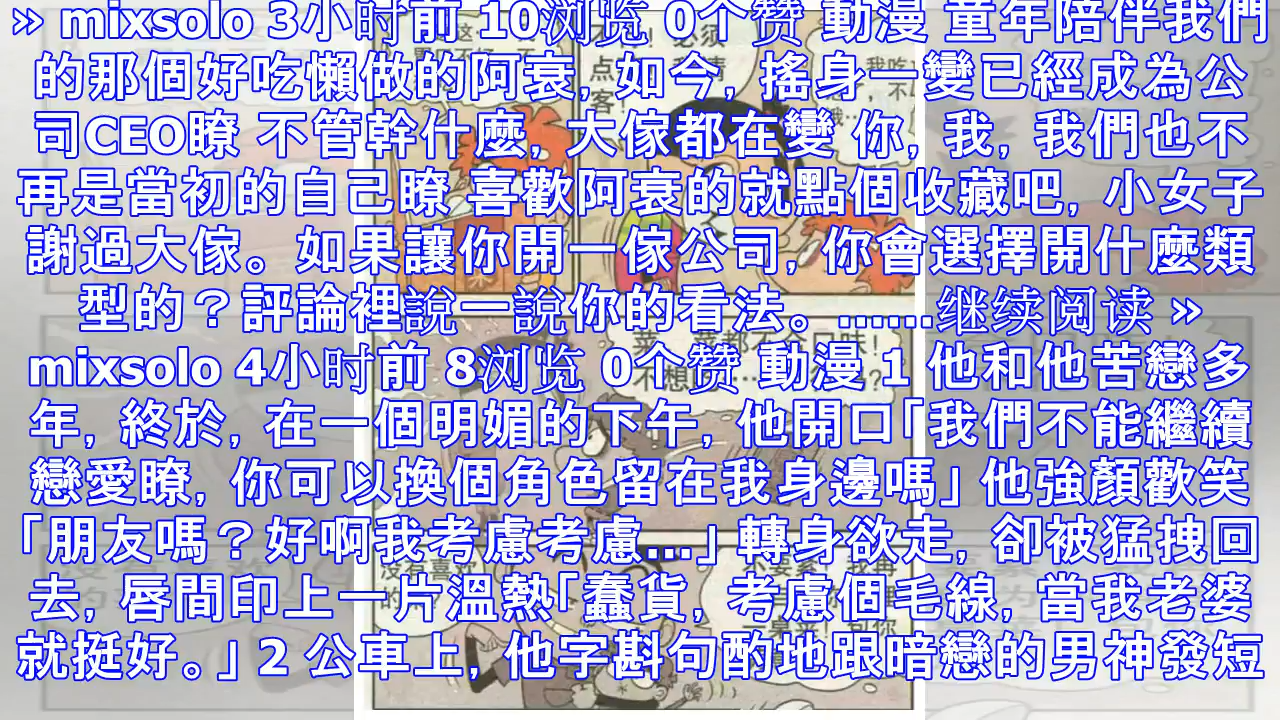 » mixsolo 3小时前 10浏览 0个赞 動漫 童年陪伴我們
的那個好吃懶做的阿衰, 如今, 搖身一變已經成為公
司CEO瞭 不管幹什麼, 大傢都在變 你, 我, 我們也不
再是當初的自己瞭 喜歡阿衰的就點個收藏吧, 小女子
謝過大傢。如果讓你開一傢公司, 你會選擇開什麼類
型的？評論裡說一說你的看法。……继续阅读 »
mixsolo 4小时前 8浏览 0个赞 動漫 1 他和他苦戀多
年, 終於, 在一個明媚的下午, 他開口「我們不能繼續
戀愛瞭, 你可以換個角色留在我身邊嗎」他強顏歡笑
「朋友嗎？好啊我考慮考慮...」轉身欲走, 卻被猛拽回
去, 唇間印上一片溫熱「蠢貨, 考慮個毛線, 當我老婆
就挺好。」2 公車上, 他字斟句酌地跟暗戀的男神發短